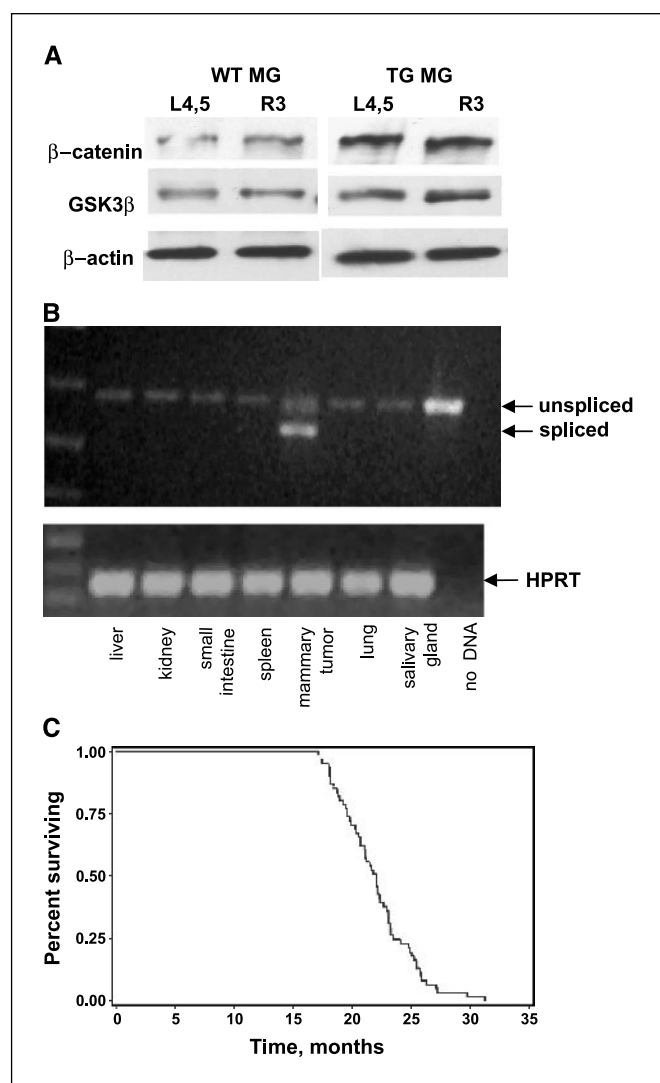 A
WT MG
TG MG
L4,5
R3
L4,5
R3
β–catenin
GSK3β
β–actin
B
unspliced
spliced
HPRT
liver
kidney
small
intestine
spleen
mammary
tumor
lung
salivary
gland
no DNA
C
Percent surviving
1.00
0.75
0.50
0.25
0.00
0
5
10
15
20
25
30
35
Time, months